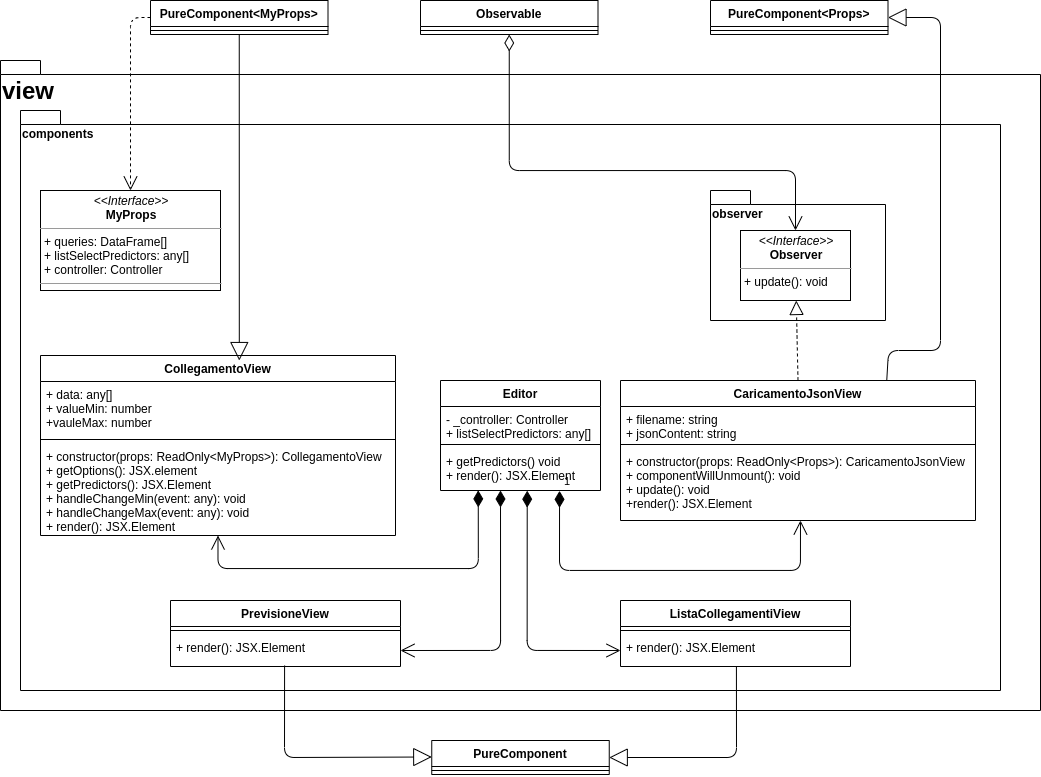 PureComponent<MyProps>
Observable
PureComponent<Props>
view
components
<<Interface>>
MyProps
+ queries: DataFrame[]
+ listSelectPredictors: any[]
+ controller: Controller
observer
<<Interface>>
Observer
+ update(): void
CollegamentoView
+ data: any[]
+ valueMin: number
+vauleMax: number
+ constructor(props: ReadOnly<MyProps>): CollegamentoView
+ getOptions(): JSX.element
+ getPredictors(): JSX.Element
+ handleChangeMin(event: any): void
+ handleChangeMax(event: any): void
+ render(): JSX.Element
Editor
- _controller: Controller
+ listSelectPredictors: any[]
+ getPredictors() void
+ render(): JSX.Element
1
CaricamentoJsonView
+ filename: string
+ jsonContent: string
+ constructor(props: ReadOnly<Props>): CaricamentoJsonView
+ componentWillUnmount(): void
+ update(): void
+render(): JSX.Element
PrevisioneView
+ render(): JSX.Element
ListaCollegamentiView
+ render(): JSX.Element
PureComponent